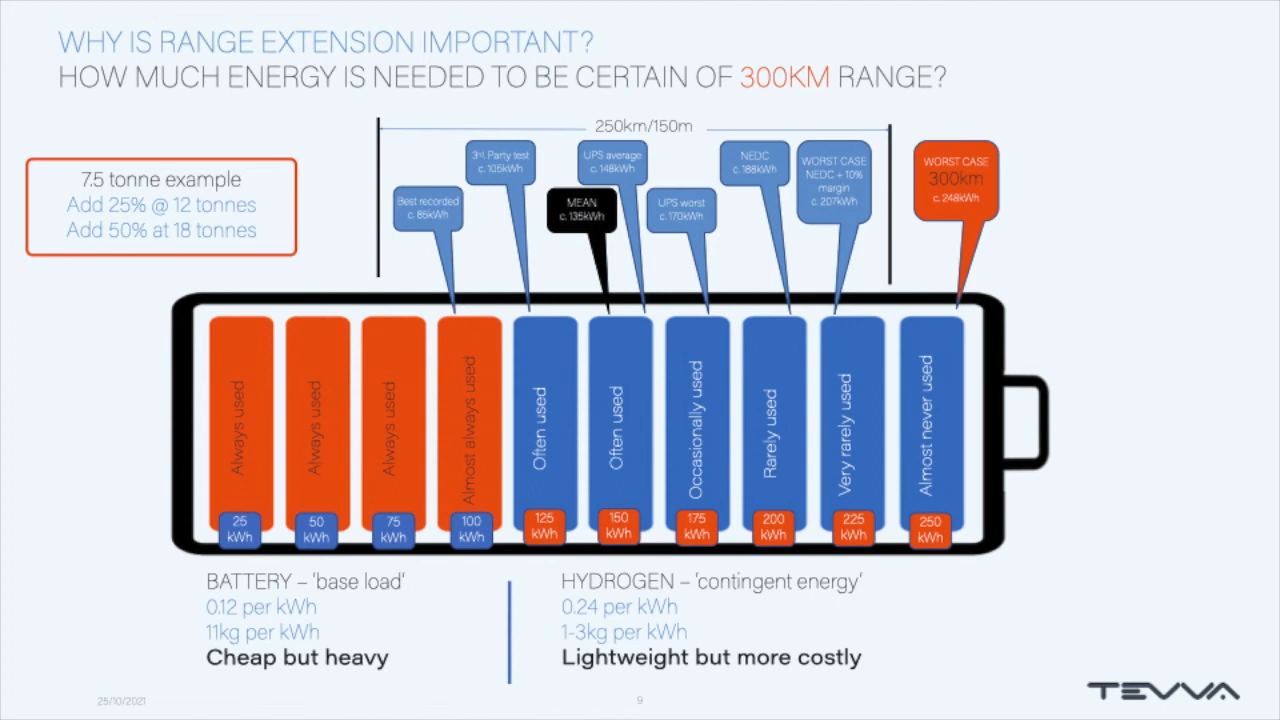 WHY IS RANGE EXTENSION IMPORTANT?
HOW MUCH ENERGY IS NEEDED TO BE CERTAIN OF 300KM RANGE?
250km/150m
7.5 tonne example
Add 25% @ 12 tonnes
Add 50% at 18 tonnes
Best recorded
c. 85kWh
3rd Party test
c. 105kWh
MEAN
c. 135kWh
UPS average
c. 148kWh
UPS worst
c. 170kWh
NEDC
c. 188kWh
WORST CASE
NEDC + 10%
margin
c. 207kWh
WORST CASE
300km
c. 248kWh
Always used
Always used
Always used
Almost always used
Often used
Often used
Occasionally used
Rarely used
Very rarely used
Almost never used
25
kWh
50
kWh
75
kWh
100
kWh
125
kWh
150
kWh
175
kWh
200
kWh
225
kWh
250
kWh
BATTERY – 'base load'
0.12 per kWh
11kg per kWh
Cheap but heavy
HYDROGEN – 'contingent energy'
0.24 per kWh
1-3kg per kWh
Lightweight but more costly
25/10/2021
9
TEVVA